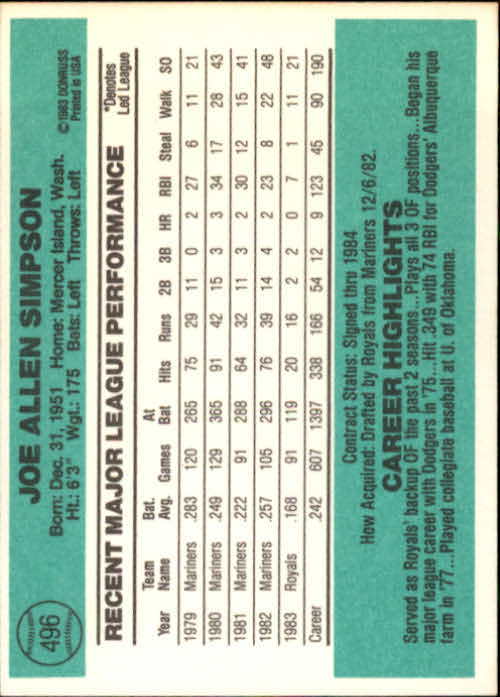 496
JOE ALLEN SIMPSON
©1983 DONRUSS
Printed in USA
Born: Dec. 31, 1951 Home: Mercer Island, Wash.
Ht.: 6'3" Wgt.: 175 Bats: Left Throws: Left
RECENT MAJOR LEAGUE PERFORMANCE
*Denotes
Led League
Year Team Name Bat. Avg. Games At Bat Hits Runs 2B 3B HR RBI Steal Walk SO
1979 Mariners .283 120 265 75 29 11 0 2 27 6 11 21
1980 Mariners .249 129 365 91 42 15 3 3 34 17 28 43
1981 Mariners .222 91 288 64 32 11 3 2 30 12 15 41
1982 Mariners .257 105 296 76 39 14 4 2 23 8 22 48
1983 Royals .168 91 119 20 16 2 2 0 7 1 11 21
Career .242 607 1397 338 166 54 12 9 123 45 90 190
Contract Status: Signed thru 1984
How Acquired: Drafted by Royals from Mariners 12/6/82.
CAREER HIGHLIGHTS
Served as Royals' backup OF the past 2 seasons...Plays all 3 OF positions...Began his
major league career with Dodgers in '75...Hit .349 with 74 RBI for Dodgers' Albuquerque
farm in '77...Played collegiate baseball at U. of Oklahoma.